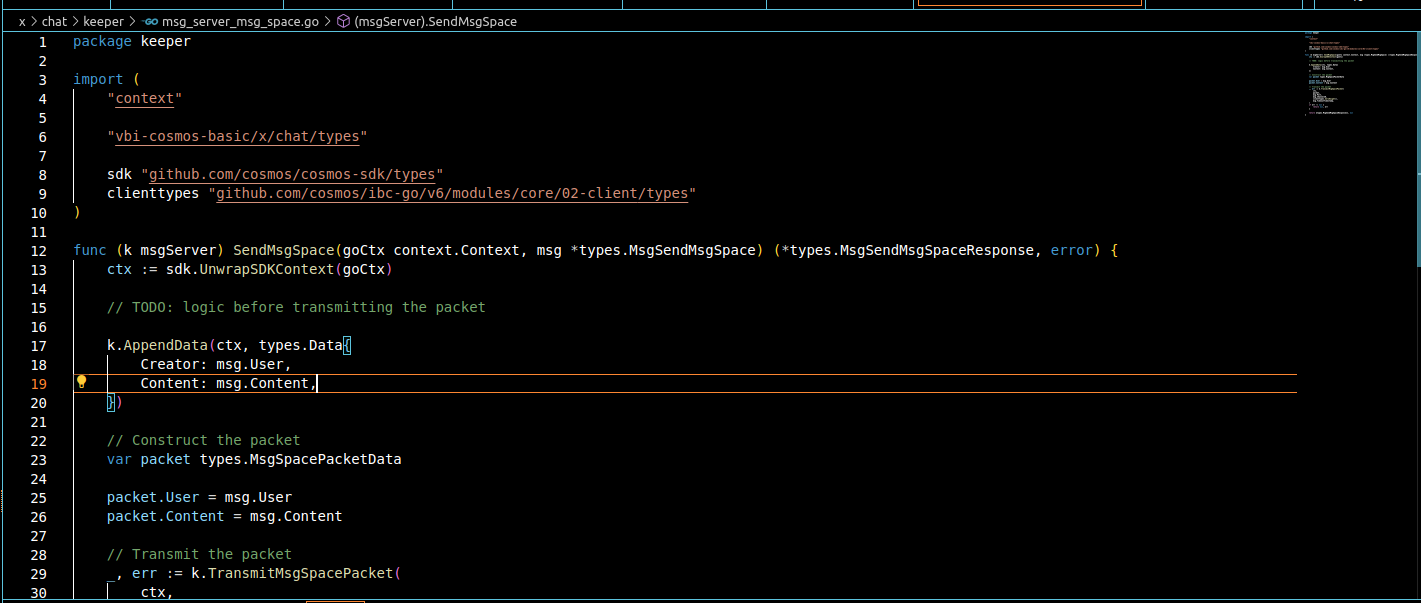 x > chat > keeper > GO msg_server_msg_space.go > (msgServer).SendMsgSpace
1 package keeper
2
3 import (
4 "context"
5
6 "vbi-cosmos-basic/x/chat/types"
7
8 sdk "github.com/cosmos/cosmos-sdk/types"
9 clienttypes "github.com/cosmos/ibc-go/v6/modules/core/02-client/types"
10 )
11
12 func (k msgServer) SendMsgSpace(goCtx context.Context, msg *types.MsgSendMsgSpace) (*types.MsgSendMsgSpaceResponse, error) {
13 ctx := sdk.UnwrapSDKContext(goCtx)
14
15 // TODO: logic before transmitting the packet
16
17 k.AppendData(ctx, types.Data{
18 Creator: msg.User,
19 Content: msg.Content,
20 })
21
22 // Construct the packet
23 var packet types.MsgSpacePacketData
24
25 packet.User = msg.User
26 packet.Content = msg.Content
27
28 // Transmit the packet
29 _, err := k.TransmitMsgSpacePacket(
30 ctx,